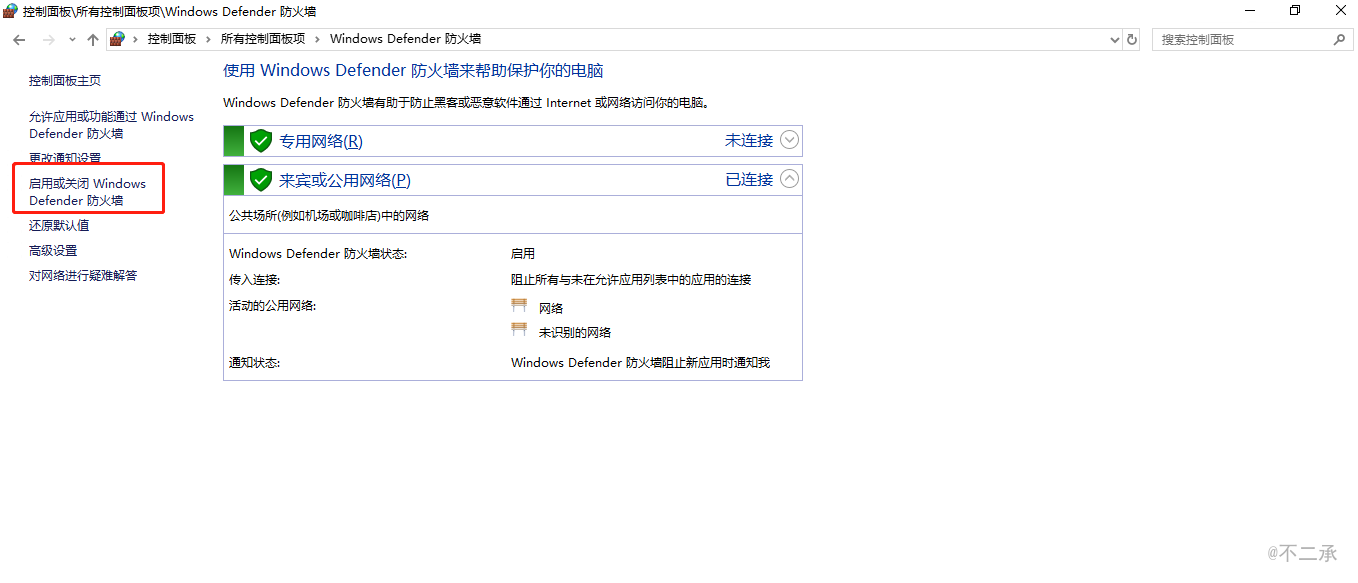 控制面板\所有控制面板项\Windows Defender 防火墙
控制面板 › 所有控制面板项 › Windows Defender 防火墙
搜索控制面板
控制面板主页
允许应用或功能通过 Windows
Defender 防火墙
更改通知设置
启用或关闭 Windows
Defender 防火墙
还原默认值
高级设置
对网络进行疑难解答
使用 Windows Defender 防火墙来帮助保护你的电脑
Windows Defender 防火墙有助于防止黑客或恶意软件通过 Internet 或网络访问你的电脑。
专用网络(R) 未连接
来宾或公用网络(P) 已连接
公共场所(例如机场或咖啡店)中的网络
Windows Defender 防火墙状态: 启用
传入连接: 阻止所有与未在允许应用列表中的应用的连接
活动的公用网络: 网络
未识别的网络
通知状态: Windows Defender 防火墙阻止新应用时通知我
@不二承